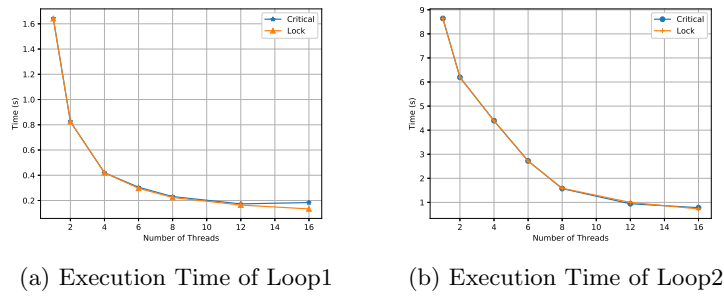 1.6
1.4
1.2
1.0
0.8
0.6
0.4
0.2
Time (s)
2 4 6 8 10 12 14 16
Number of Threads
Critical
Lock
(a) Execution Time of Loop1
9
8
7
6
5
4
3
2
1
Time (s)
2 4 6 8 10 12 14 16
Number of Threads
Critical
Lock
(b) Execution Time of Loop2